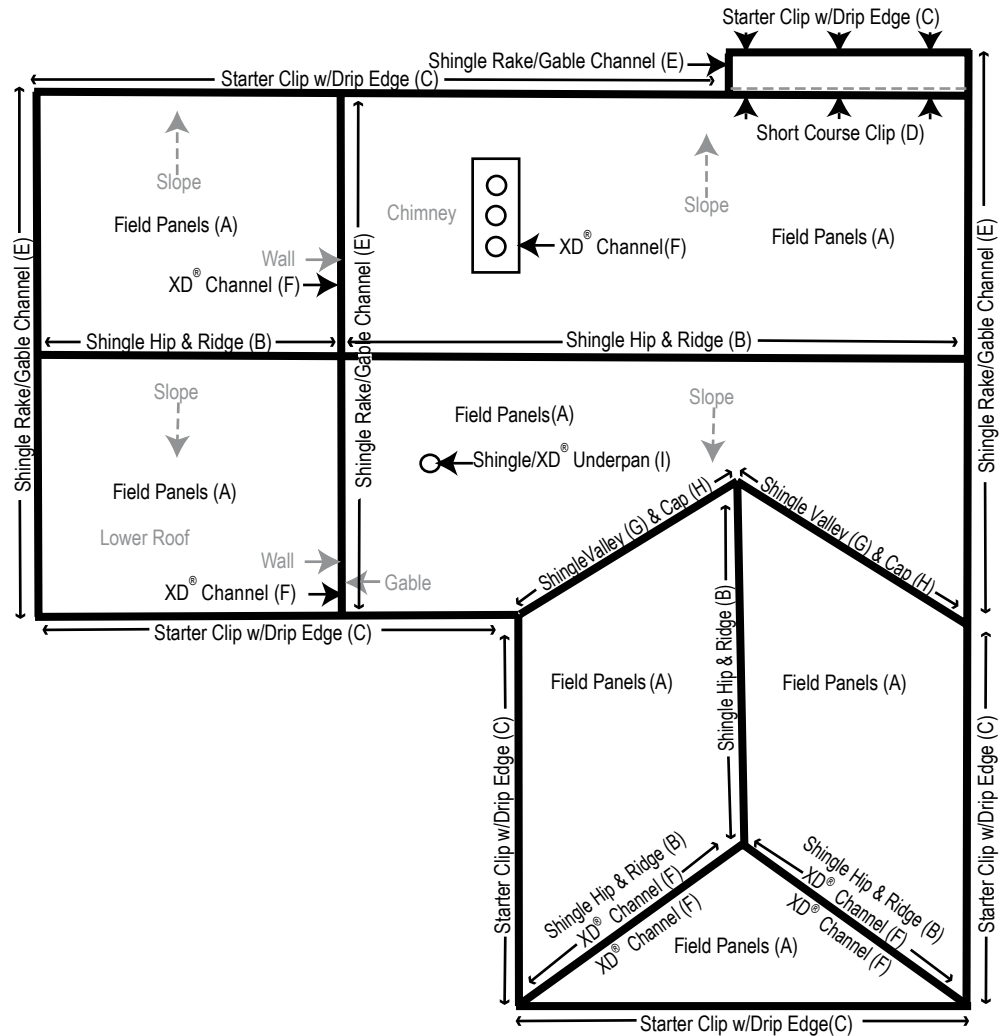 Starter Clip w/Drip Edge (C)
Shingle Rake/Gable Channel (E)
Starter Clip w/Drip Edge (C)
Short Course Clip (D)
Slope
Slope
Chimney
Field Panels (A)
XD® Channel(F)
Field Panels (A)
Wall
XD® Channel (F)
Shingle Rake/Gable Channel (E)
Shingle Rake/Gable Channel (E)
Shingle Rake/Gable Channel (E)
Shingle Hip & Ridge (B)
Shingle Hip & Ridge (B)
Slope
Slope
Field Panels(A)
Shingle/XD® Underpan (I)
Field Panels (A)
Lower Roof
Shingle Valley (G) & Cap (H)
Shingle Valley (G) & Cap (H)
Wall
Gable
XD® Channel (F)
Starter Clip w/Drip Edge (C)
Shingle Hip & Ridge (B)
Field Panels (A)
Field Panels (A)
Starter Clip w/Drip Edge (C)
Starter Clip w/Drip Edge (C)
Shingle Hip & Ridge (B)
XD® Channel (F)
XD® Channel (F)
Shingle Hip & Ridge (B)
XD® Channel (F)
XD® Channel (F)
Field Panels (A)
Starter Clip w/Drip Edge(C)